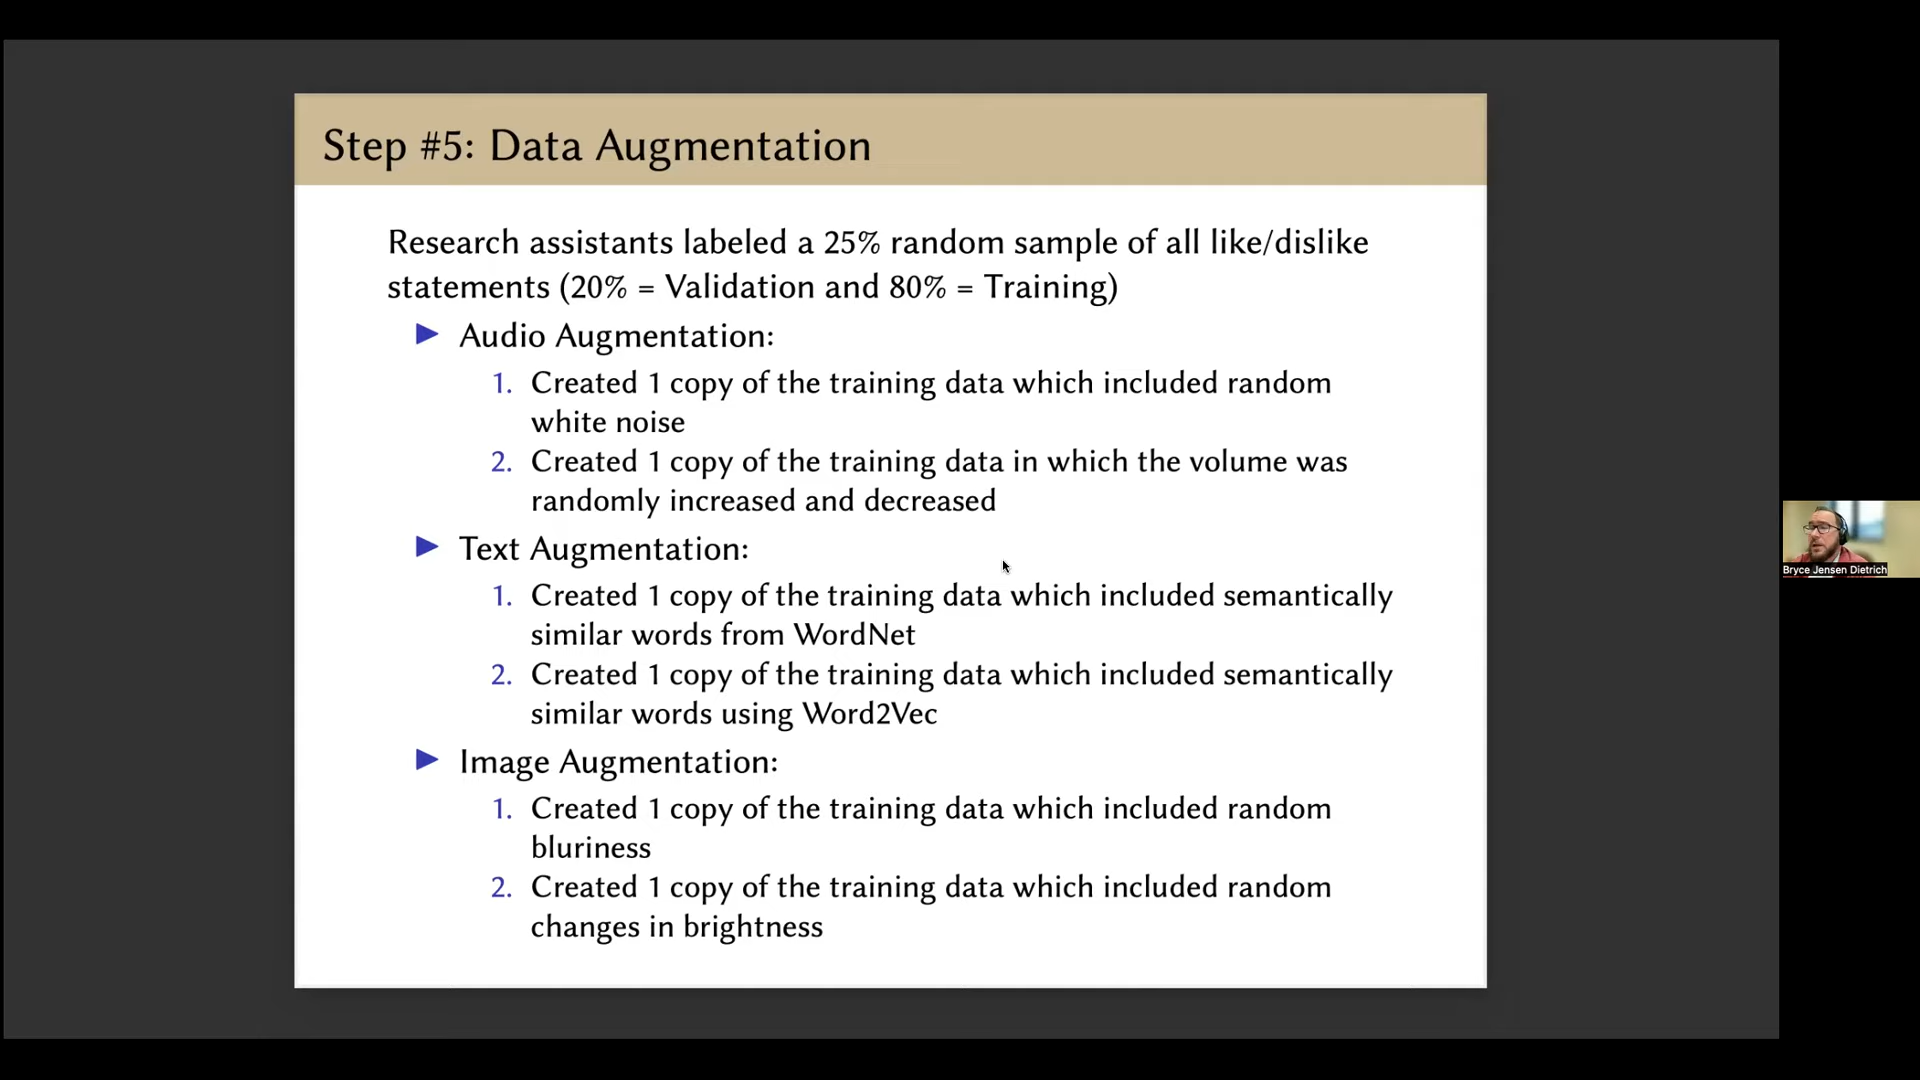 Step #5: Data Augmentation
Research assistants labeled a 25% random sample of all like/dislike
statements (20% = Validation and 80% = Training)
Audio Augmentation:
1. Created 1 copy of the training data which included random
white noise
2. Created 1 copy of the training data in which the volume was
randomly increased and decreased
Text Augmentation:
1. Created 1 copy of the training data which included semantically
similar words from WordNet
2. Created 1 copy of the training data which included semantically
similar words using Word2Vec
Image Augmentation:
1. Created 1 copy of the training data which included random
bluriness
2. Created 1 copy of the training data which included random
changes in brightness
Bryce Jensen Dietrich